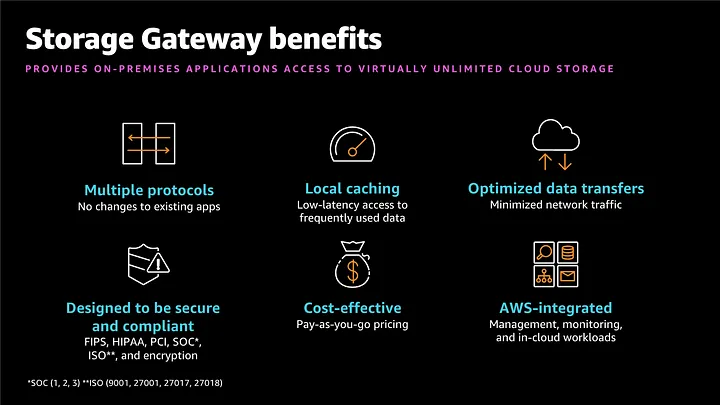 Storage Gateway benefits
PROVIDES ON-PREMISES APPLICATIONS ACCESS TO VIRTUALLY UNLIMITED CLOUD STORAGE
Multiple protocols
No changes to existing apps
Local caching
Low-latency access to
frequently used data
Optimized data transfers
Minimized network traffic
Designed to be secure
and compliant
FIPS, HIPAA, PCI, SOC*,
ISO**, and encryption
Cost-effective
Pay-as-you-go pricing
AWS-integrated
Management, monitoring,
and in-cloud workloads
*SOC (1, 2, 3) **ISO (9001, 27001, 27017, 27018)